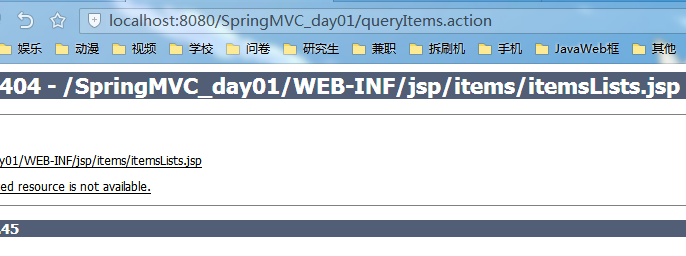 localhost:8080/SpringMVC_day01/queryItems.action
娱乐 动漫 视频 学校 问卷 研究生 兼职 拆刷机 手机 JavaWeb框 其他
404 - /SpringMVC_day01/WEB-INF/jsp/items/itemsLists.jsp
y01/WEB-INF/jsp/items/itemsLists.jsp
ed resource is not available.
.45